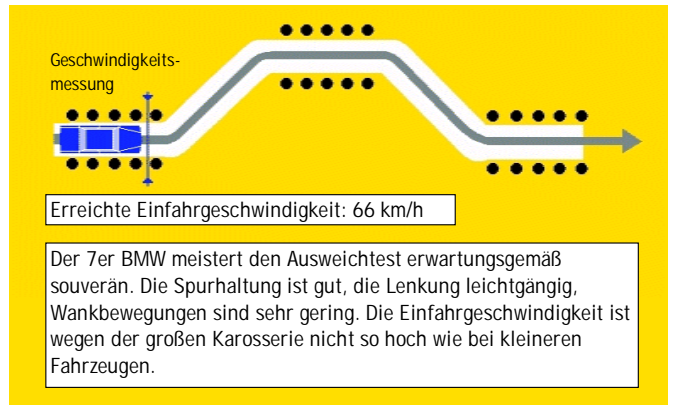 Geschwindigkeits-
messung
Erreichte Einfahrgeschwindigkeit: 66 km/h
Der 7er BMW meistert den Ausweichtest erwartungsgemäß
souverän. Die Spurhaltung ist gut, die Lenkung leichtgängig,
Wankbewegungen sind sehr gering. Die Einfahrgeschwindigkeit ist
wegen der großen Karosserie nicht so hoch wie bei kleineren
Fahrzeugen.